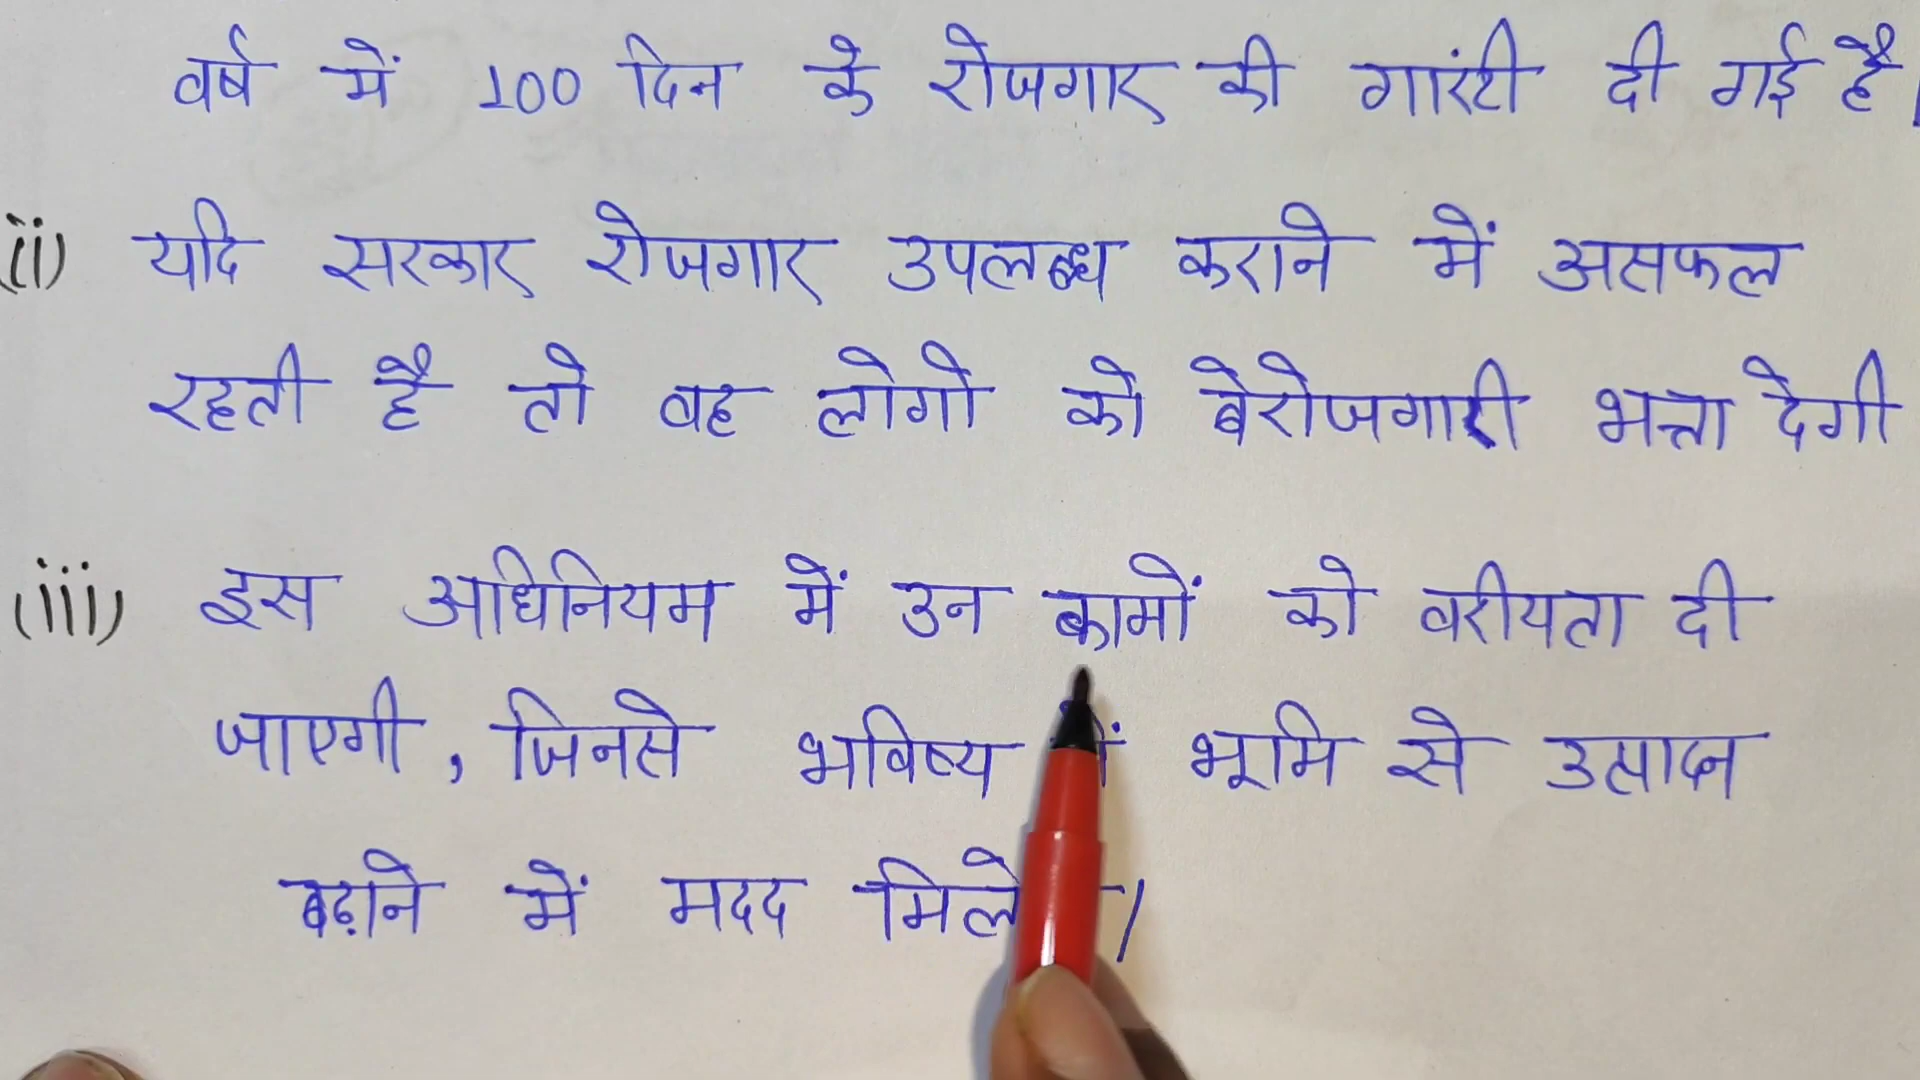 वर्ष में 100 दिन के रोजगार की गारंटी दी गई है।
(ii) यदि सरकार रोजगार उपलब्ध कराने में असफल
रहती है तो वह लोगो को बेरोजगारी भत्ता देगी
(iii) इस अधिनियम में उन कामों को वरीयता दी
जाएगी, जिनसे भविष्य में भूमि से उत्पादन
बढ़ाने में मदद ।